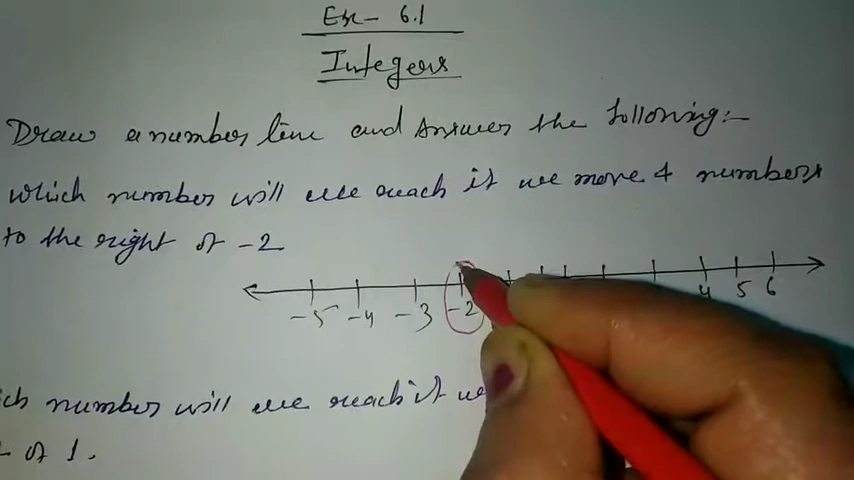 Ex- 6.1
Integers
Draw a number line and Answer the following:-
which number will we reach if we move 4 numbers
to the right of -2
-5 -4 -3 -2 4 5 6
number will we reach if we
of 1.